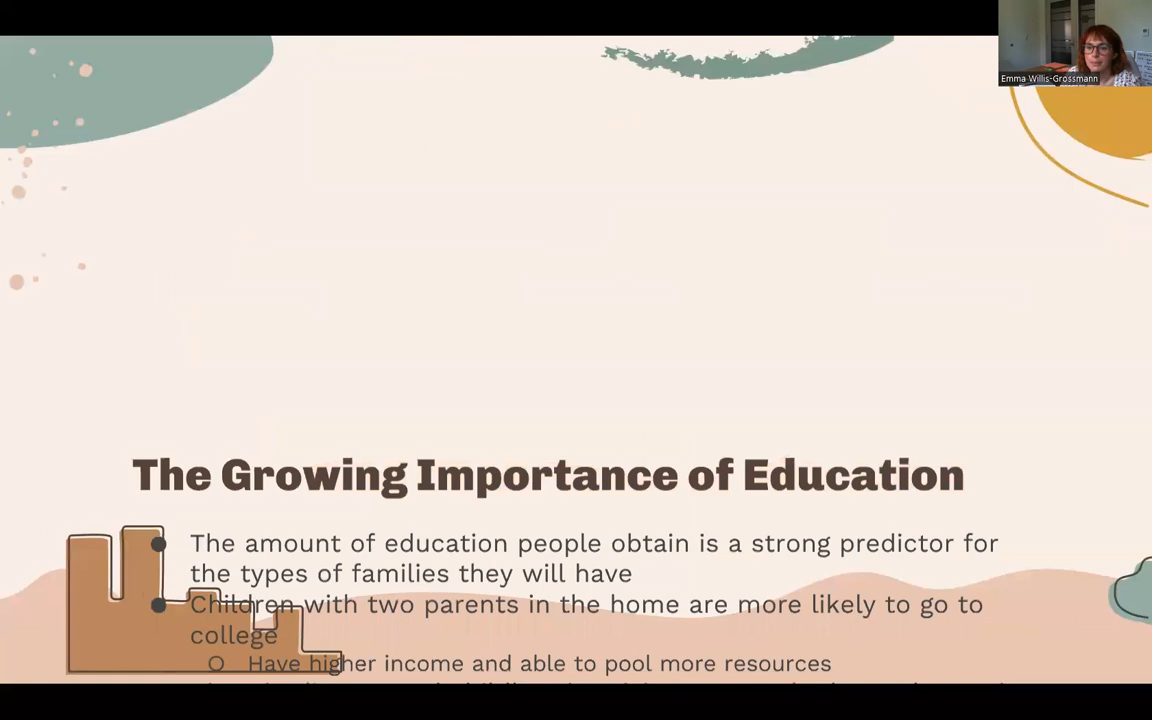 Emma Willis-Grossmann
The Growing Importance of Education
The amount of education people obtain is a strong predictor for
the types of families they will have
Children with two parents in the home are more likely to go to
college
Have higher income and able to pool more resources